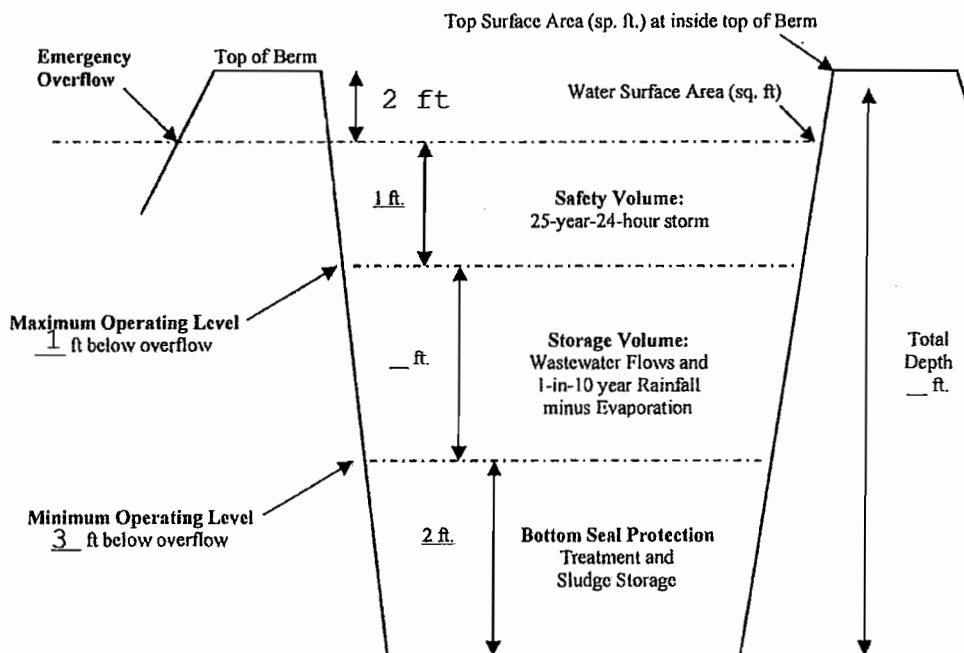 Top Surface Area (sp. ft.) at inside top of Berm
Emergency
Overflow
Top of Berm
2 ft
Water Surface Area (sq. ft)
1 ft.
Safety Volume:
25-year-24-hour storm
Maximum Operating Level
1 ft below overflow
__ ft.
Storage Volume:
Wastewater Flows and
1-in-10 year Rainfall
minus Evaporation
Total
Depth
__ ft.
Minimum Operating Level
3 ft below overflow
2 ft.
Bottom Seal Protection
Treatment and
Sludge Storage